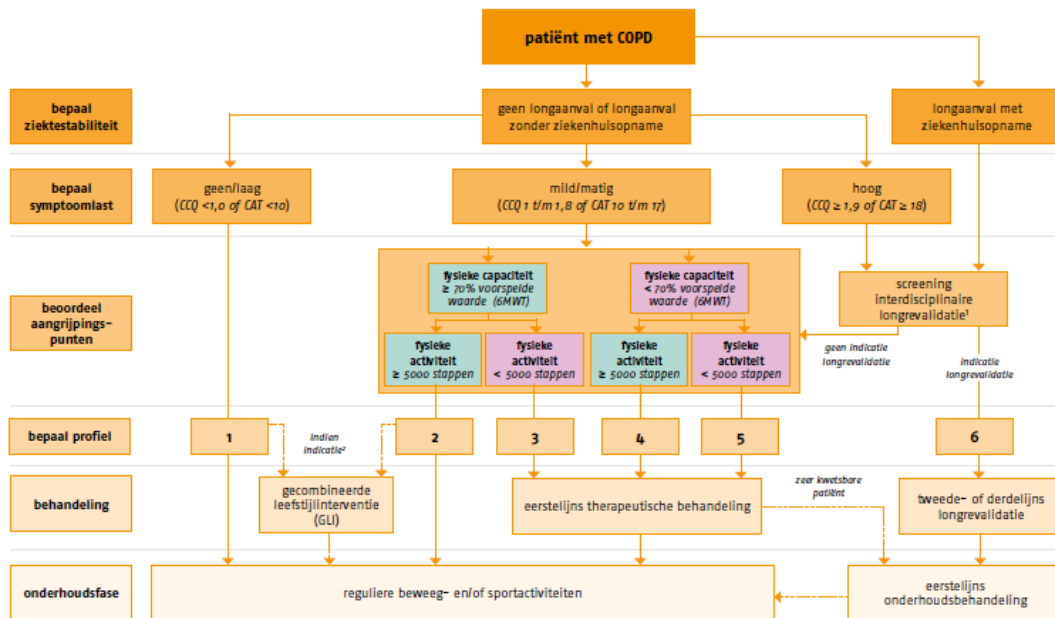 patiënt met COPD
bepaal
ziektestabiliteit
geen longaanval of longaanval
zonder ziekenhuisopname
longaanval met
ziekenhuisopname
bepaal
symptoomlast
geen/laag
(CCQ <1,0 of CAT <10)
mild/matig
(CCQ 1 t/m 1,8 of CAT 10 t/m 17)
hoog
(CCQ ≥ 1,9 of CAT ≥ 18)
beoordeel
aangrijpings-
punten
fysieke capaciteit
≥ 70% voorspelde
waarde (6MWT)
fysieke capaciteit
< 70% voorspelde
waarde (6MWT)
fysieke
activiteit
≥ 5000 stappen
fysieke
activiteit
< 5000 stappen
fysieke
activiteit
≥ 5000 stappen
fysieke
activiteit
< 5000 stappen
screening
interdisciplinaire
longrevalidatie¹
geen indicatie
longrevalidatie
indicatie
longrevalidatie
bepaal profiel
1
indien
indicatie²
2
3
4
5
6
behandeling
gecombineerde
leefstijlinterventie
(GLI)
eerstelijns therapeutische behandeling
zeer kwetsbare
patiënt
tweede- of derdelijns
longrevalidatie
onderhoudsfase
reguliere beweeg- en/of sportactiviteiten
eerstelijns
onderhoudsbehandeling